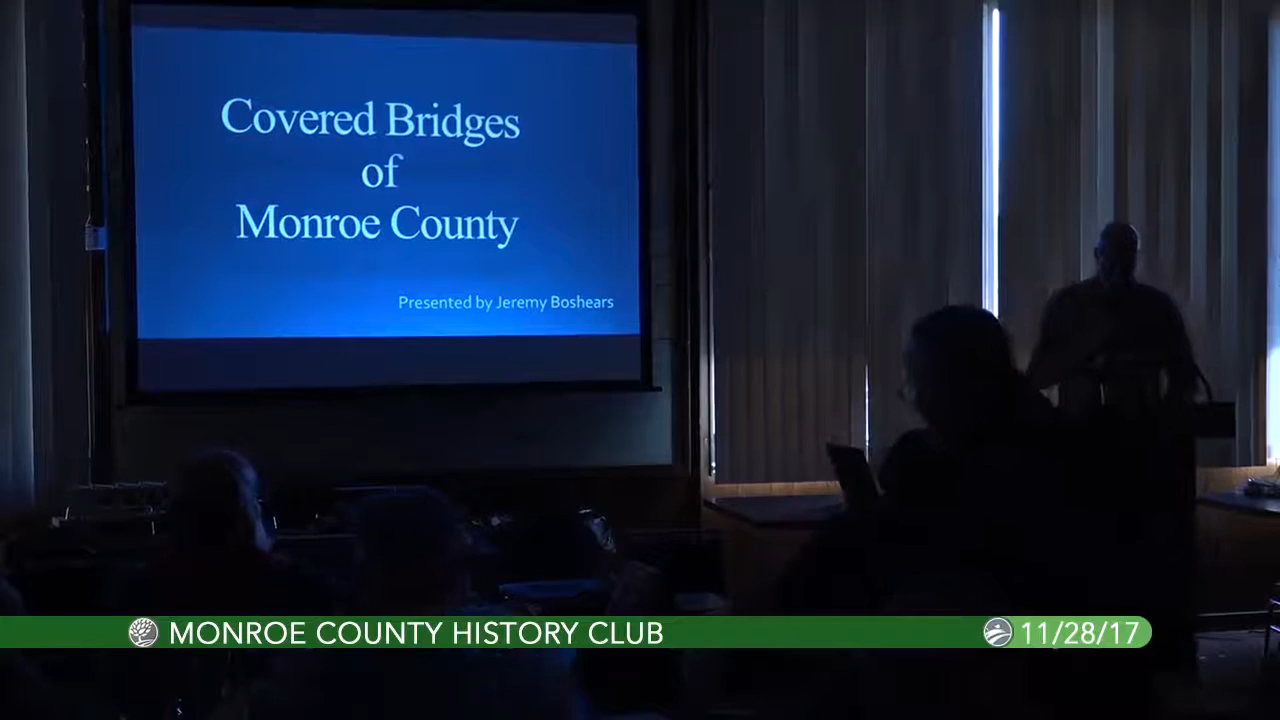 Covered Bridges
of
Monroe County
Presented by Jeremy Boshears
MONROE COUNTY HISTORY CLUB
11/28/17